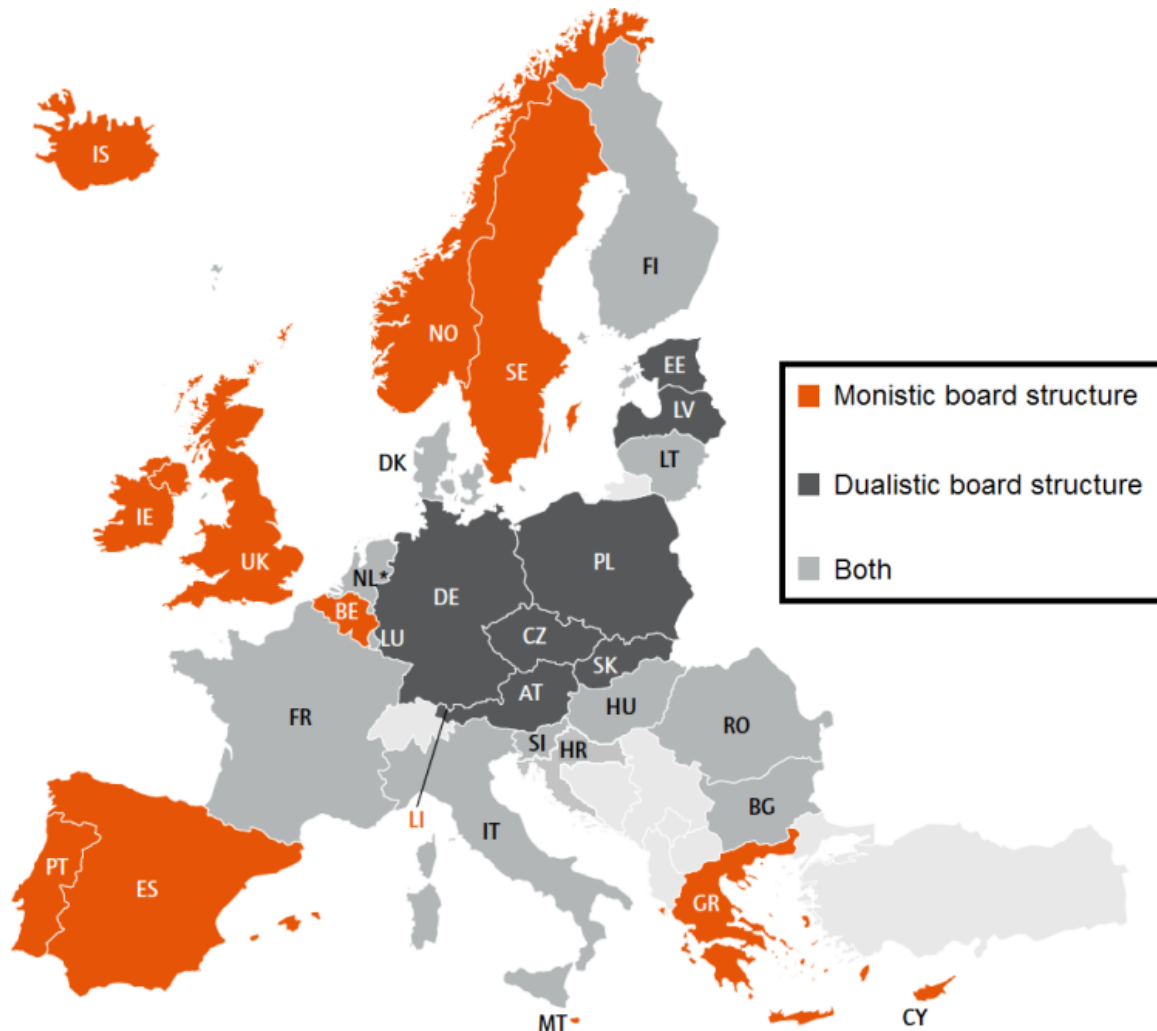 IS
FI
NO
SE
EE
LV
LT
DK
IE
UK
NL*
BE
LU
DE
PL
CZ
SK
AT
HU
RO
FR
SI
HR
BG
LI
IT
PT
ES
GR
MT
CY
Monistic board structure
Dualistic board structure
Both